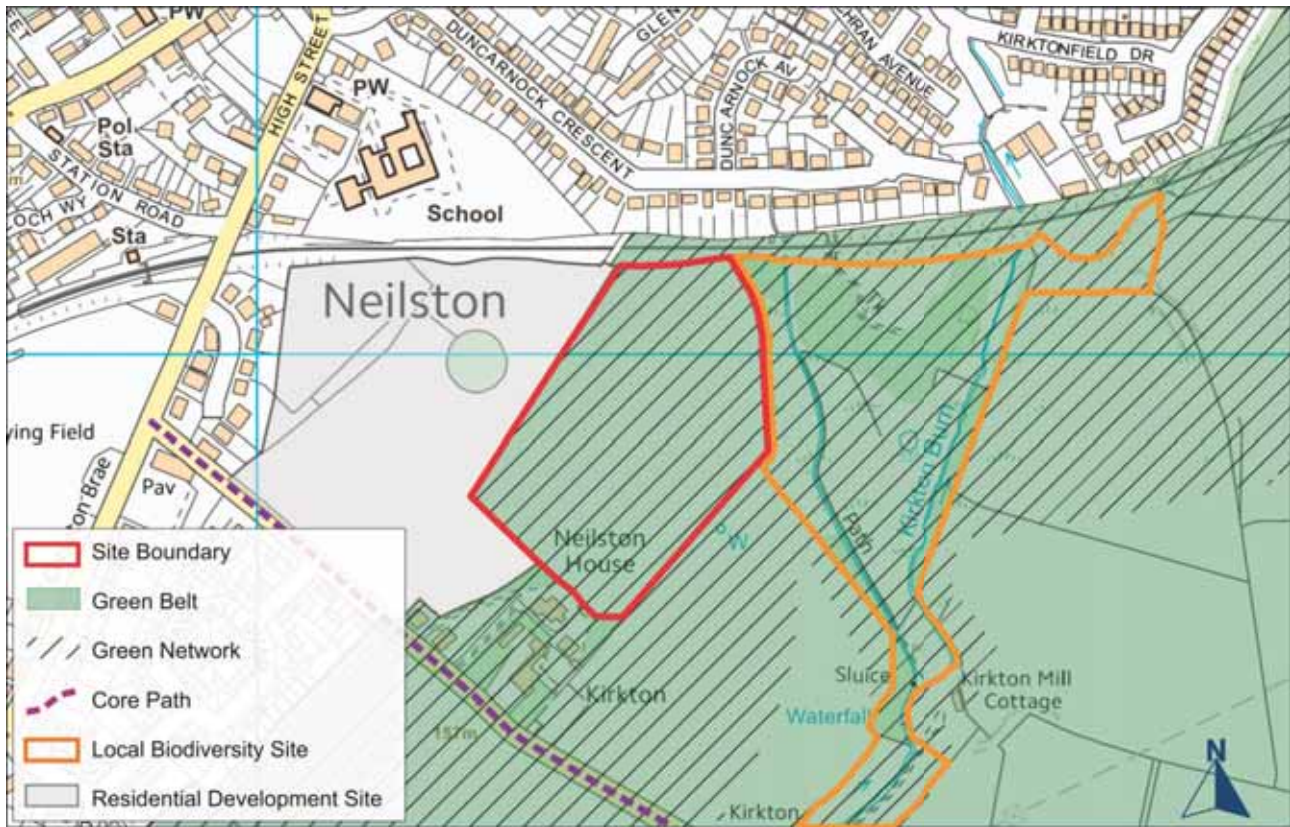 PW
HIGH STREET
PW
DUNCARNOCK
CRESCENT
DUNCARNOCK AV
AVENUE
KIRKTONFIELD DR
Pol
Sta
STATION ROAD
Sta
School
Neilston
Pav
Neilston
House
Path
Kirkton Burn
Sluice
Kirkton Mill
Cottage
Waterfall
Kirkton
157m
Kirkton
N
Site Boundary
Green Belt
Green Network
Core Path
Local Biodiversity Site
Residential Development Site